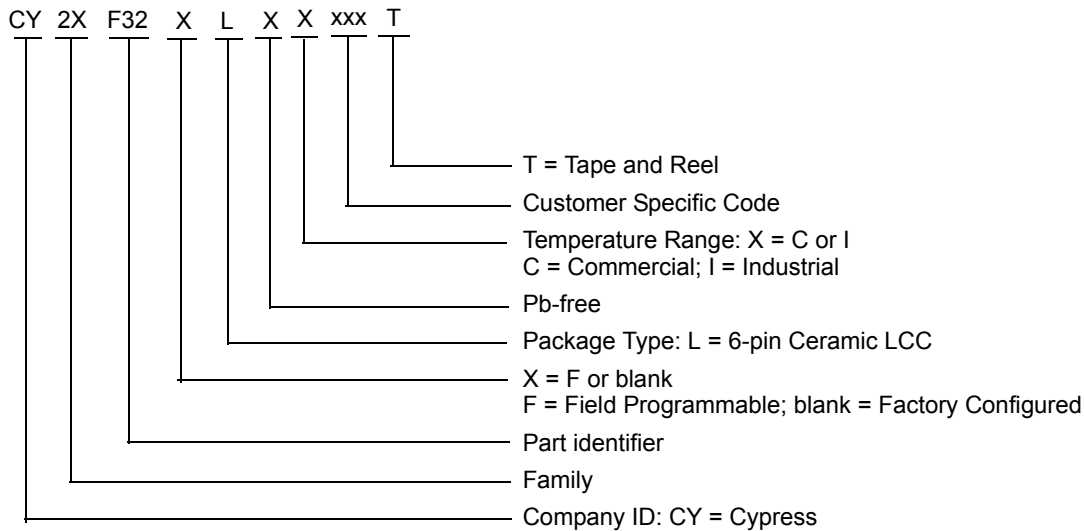 CY 2X F32 X L X X xxx T
T = Tape and Reel
Customer Specific Code
Temperature Range: X = C or I
C = Commercial; I = Industrial
Pb-free
Package Type: L = 6-pin Ceramic LCC
X = F or blank
F = Field Programmable; blank = Factory Configured
Part identifier
Family
Company ID: CY = Cypress